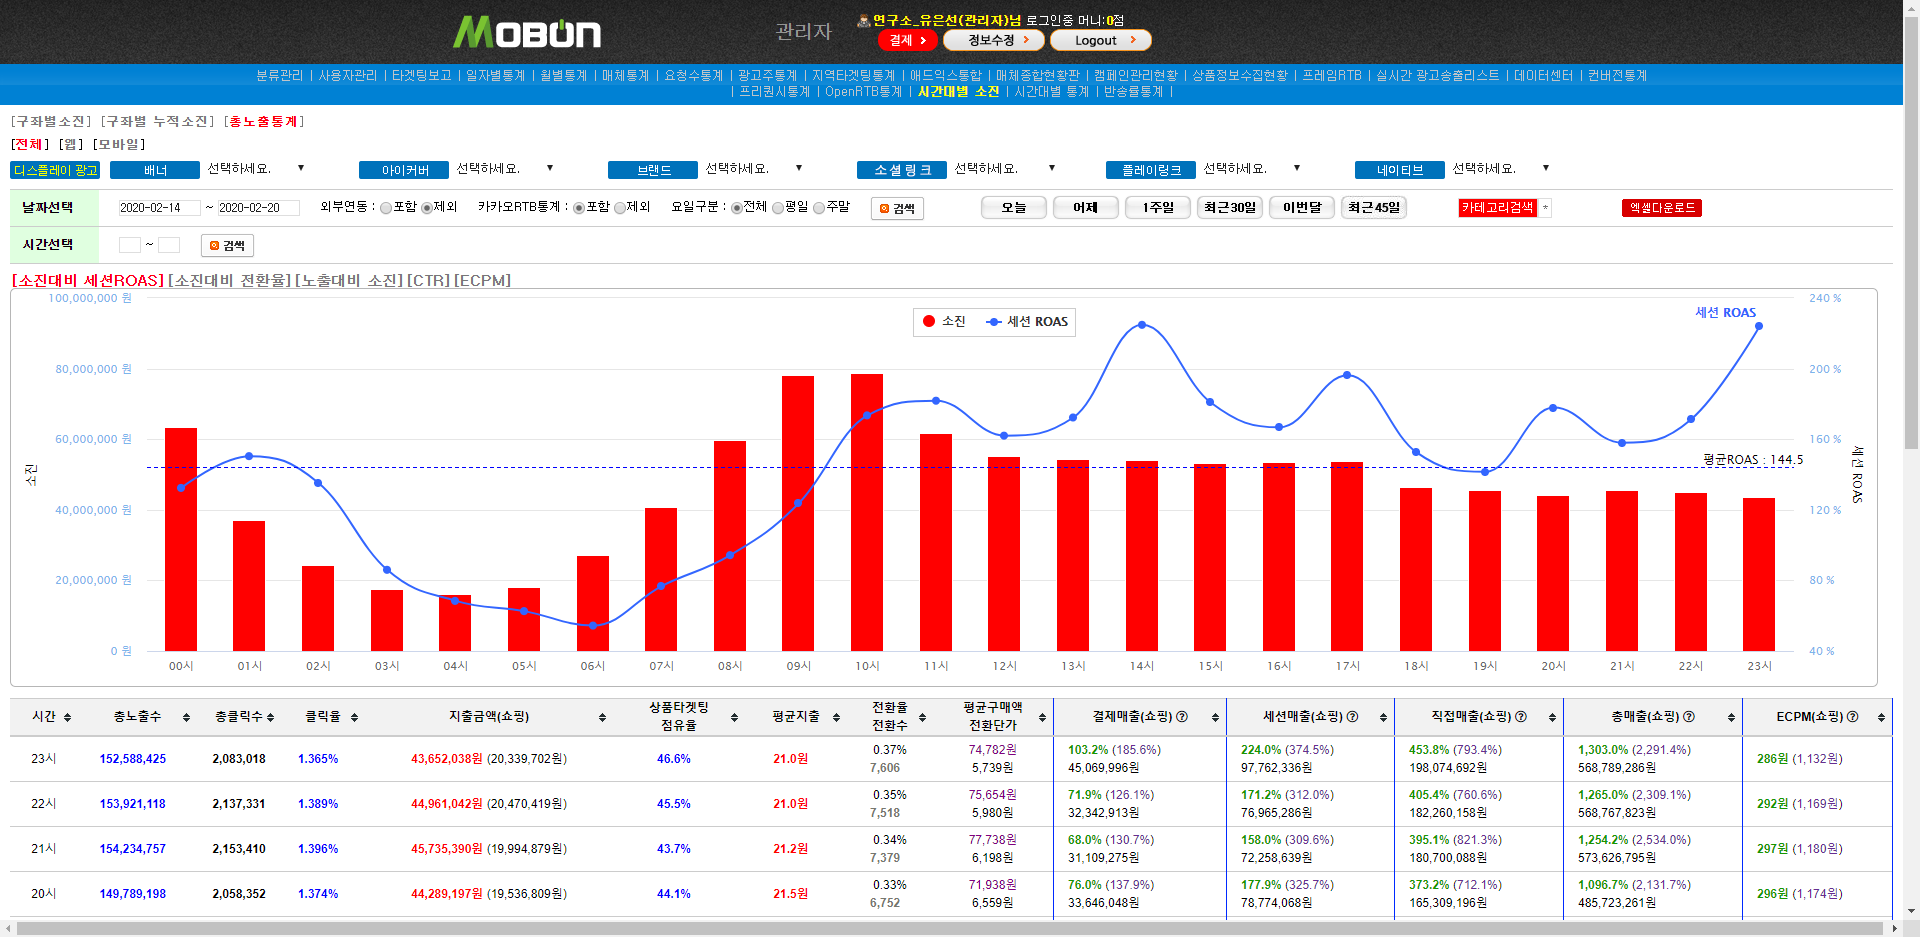 MOBON
관리자
연구소_유은선(관리자)님 로그인중 머니:0점
결제 >
정보수정 >
Logout >
분류관리 | 사용자관리 | 타겟팅보고 | 일자별통계 | 월별통계 | 매체통계 | 요청수통계 | 광고주통계 | 지역타겟팅통계 | 애드믹스통합 | 매체종합현황판 | 캠페인관리현황 | 상품정보수집현황 | 프레임RTB | 실시간 광고송출리스트 | 데이터센터 | 컨버전통계
| 프리퀀시통계 | OpenRTB통계 | 시간대별 소진 | 시간대별 통계 | 반송률통계 |
[구좌별소진] [구좌별 누적소진] [총노출통계]
[전체] [웹] [모바일]
디스플레이 광고 배너 선택하세요. ▼ 아이커버 선택하세요. ▼ 브랜드 선택하세요. ▼ 소셜링크 선택하세요. ▼ 플레이링크 선택하세요. ▼ 네이티브 선택하세요. ▼
날짜선택 2020-02-14 ~ 2020-02-20 외부연동 : 포함 제외 카카오RTB통계 : 포함 제외 요일구분 : 전체 평일 주말 검색 오늘 어제 1주일 최근30일 이번달 최근45일 카테고리검색 * 엑셀다운로드
시간선택 ~ 검색
[소진대비 세션ROAS] [소진대비 전환율] [노출대비 소진] [CTR] [ECPM]
100,000,000 원
80,000,000 원
60,000,000 원
40,000,000 원
20,000,000 원
0 원
소진
소진 세션 ROAS
세션 ROAS
평균ROAS : 144.5
240 %
200 %
160 %
120 %
80 %
40 %
세션 ROAS
00시 01시 02시 03시 04시 05시 06시 07시 08시 09시 10시 11시 12시 13시 14시 15시 16시 17시 18시 19시 20시 21시 22시 23시
시간 총노출수 총클릭수 클릭율 지출금액(쇼핑) 상품타겟팅 점유율 평균지출 전환율 전환수 평균구매액 전환단가 결제매출(쇼핑) ? 세션매출(쇼핑) ? 직접매출(쇼핑) ? 총매출(쇼핑) ? ECPM(쇼핑) ?
23시 152,588,425 2,083,018 1.365% 43,652,038원 (20,339,702원) 46.6% 21.0원 0.37% 74,782원 103.2% (185.6%) 224.0% (374.5%) 453.8% (793.4%) 1,303.0% (2,291.4%) 286원 (1,132원)
7,606 5,739원 45,069,996원 97,762,336원 198,074,692원 568,789,286원
22시 153,921,118 2,137,331 1.389% 44,961,042원 (20,470,419원) 45.5% 21.0원 0.35% 75,654원 71.9% (126.1%) 171.2% (312.0%) 405.4% (760.6%) 1,265.0% (2,309.1%) 292원 (1,169원)
7,518 5,980원 32,342,913원 76,965,286원 182,260,158원 568,767,823원
21시 154,234,757 2,153,410 1.396% 45,735,390원 (19,994,879원) 43.7% 21.2원 0.34% 77,738원 68.0% (130.7%) 158.0% (309.6%) 395.1% (821.3%) 1,254.2% (2,534.0%) 297원 (1,180원)
7,379 6,198원 31,109,275원 72,258,639원 180,700,088원 573,626,795원
20시 149,789,198 2,058,352 1.374% 44,289,197원 (19,536,809원) 44.1% 21.5원 0.33% 71,938원 76.0% (137.9%) 177.9% (325.7%) 373.2% (712.1%) 1,096.7% (2,131.7%) 296원 (1,174원)
6,752 6,559원 33,646,048원 78,774,068원 165,309,196원 485,723,261원